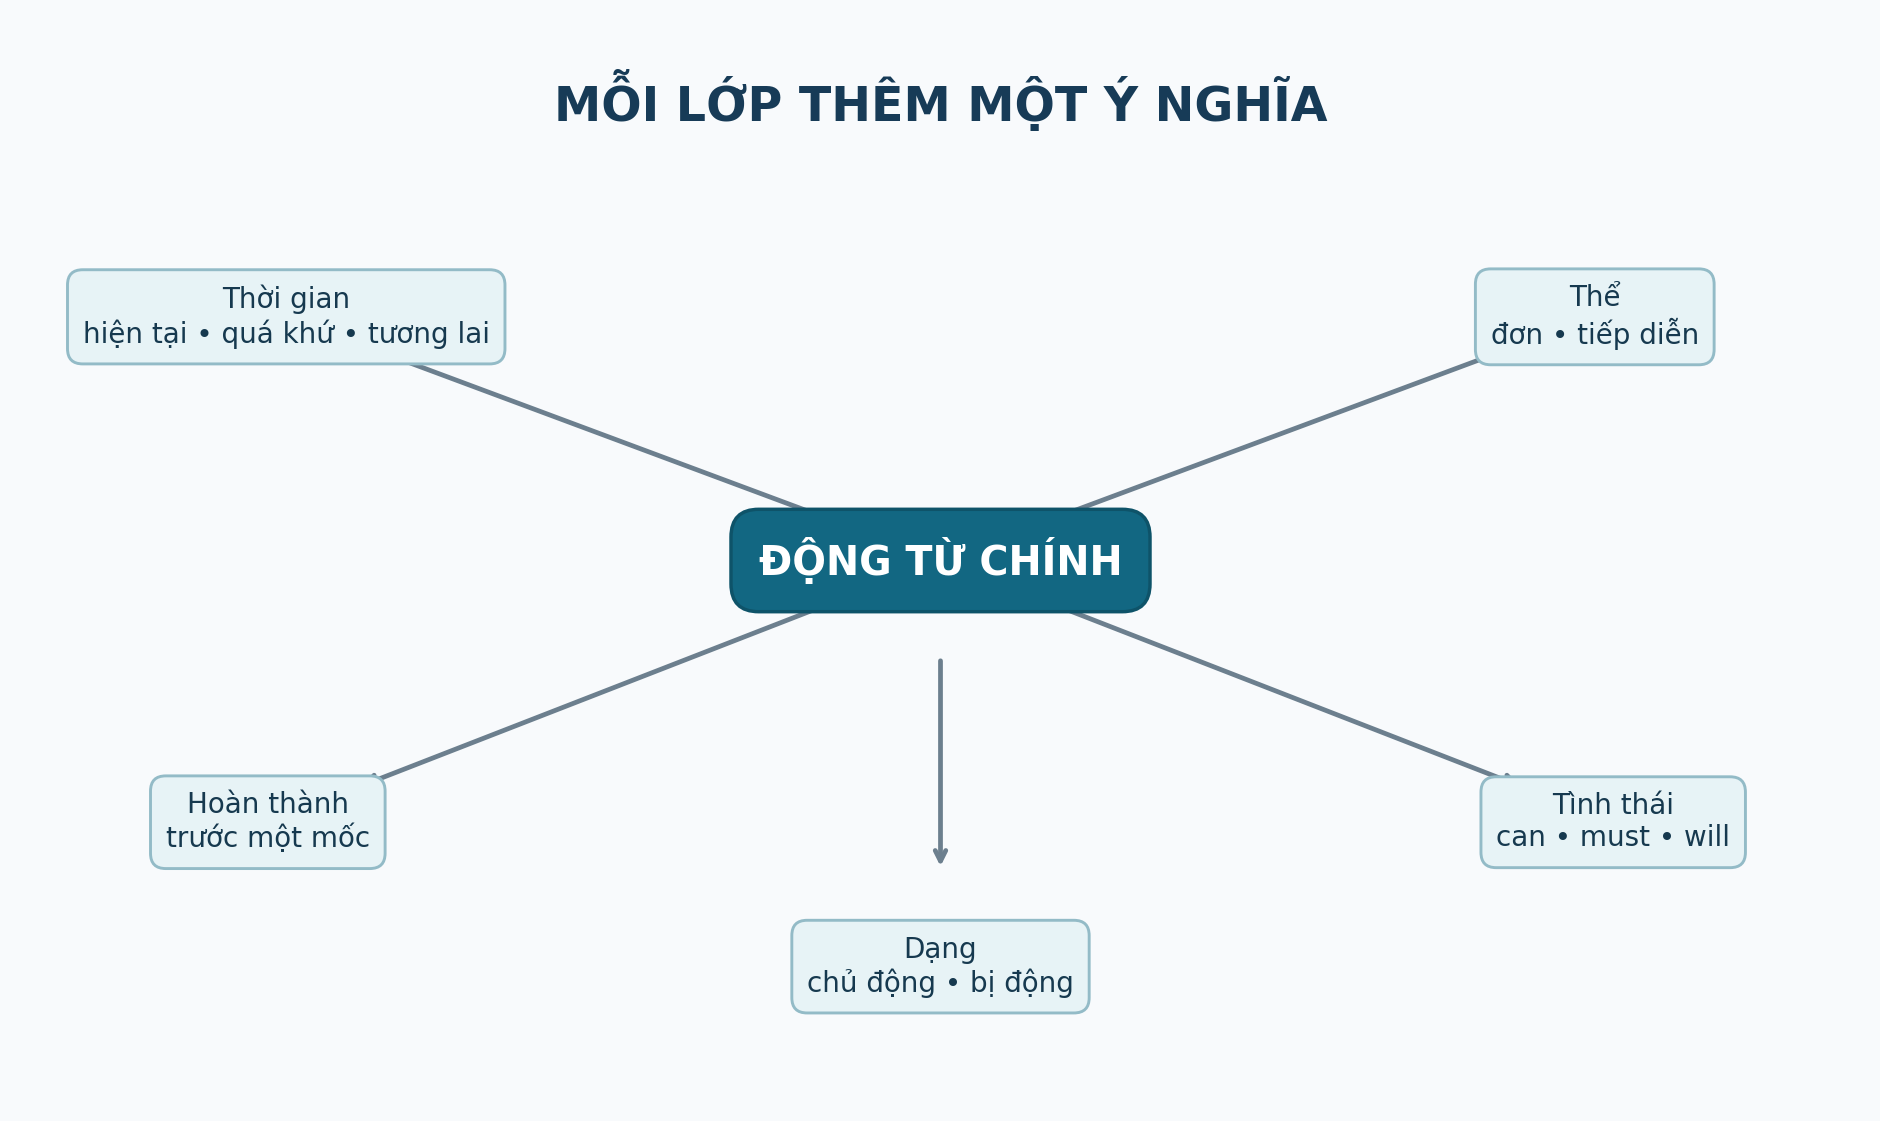 MỖI LỚP THÊM MỘT Ý NGHĨA
Thời gian
hiện tại • quá khứ • tương lai
Thể
đơn • tiếp diễn
ĐỘNG TỪ CHÍNH
Hoàn thành
trước một mốc
Tình thái
can • must • will
Dạng
chủ động • bị động